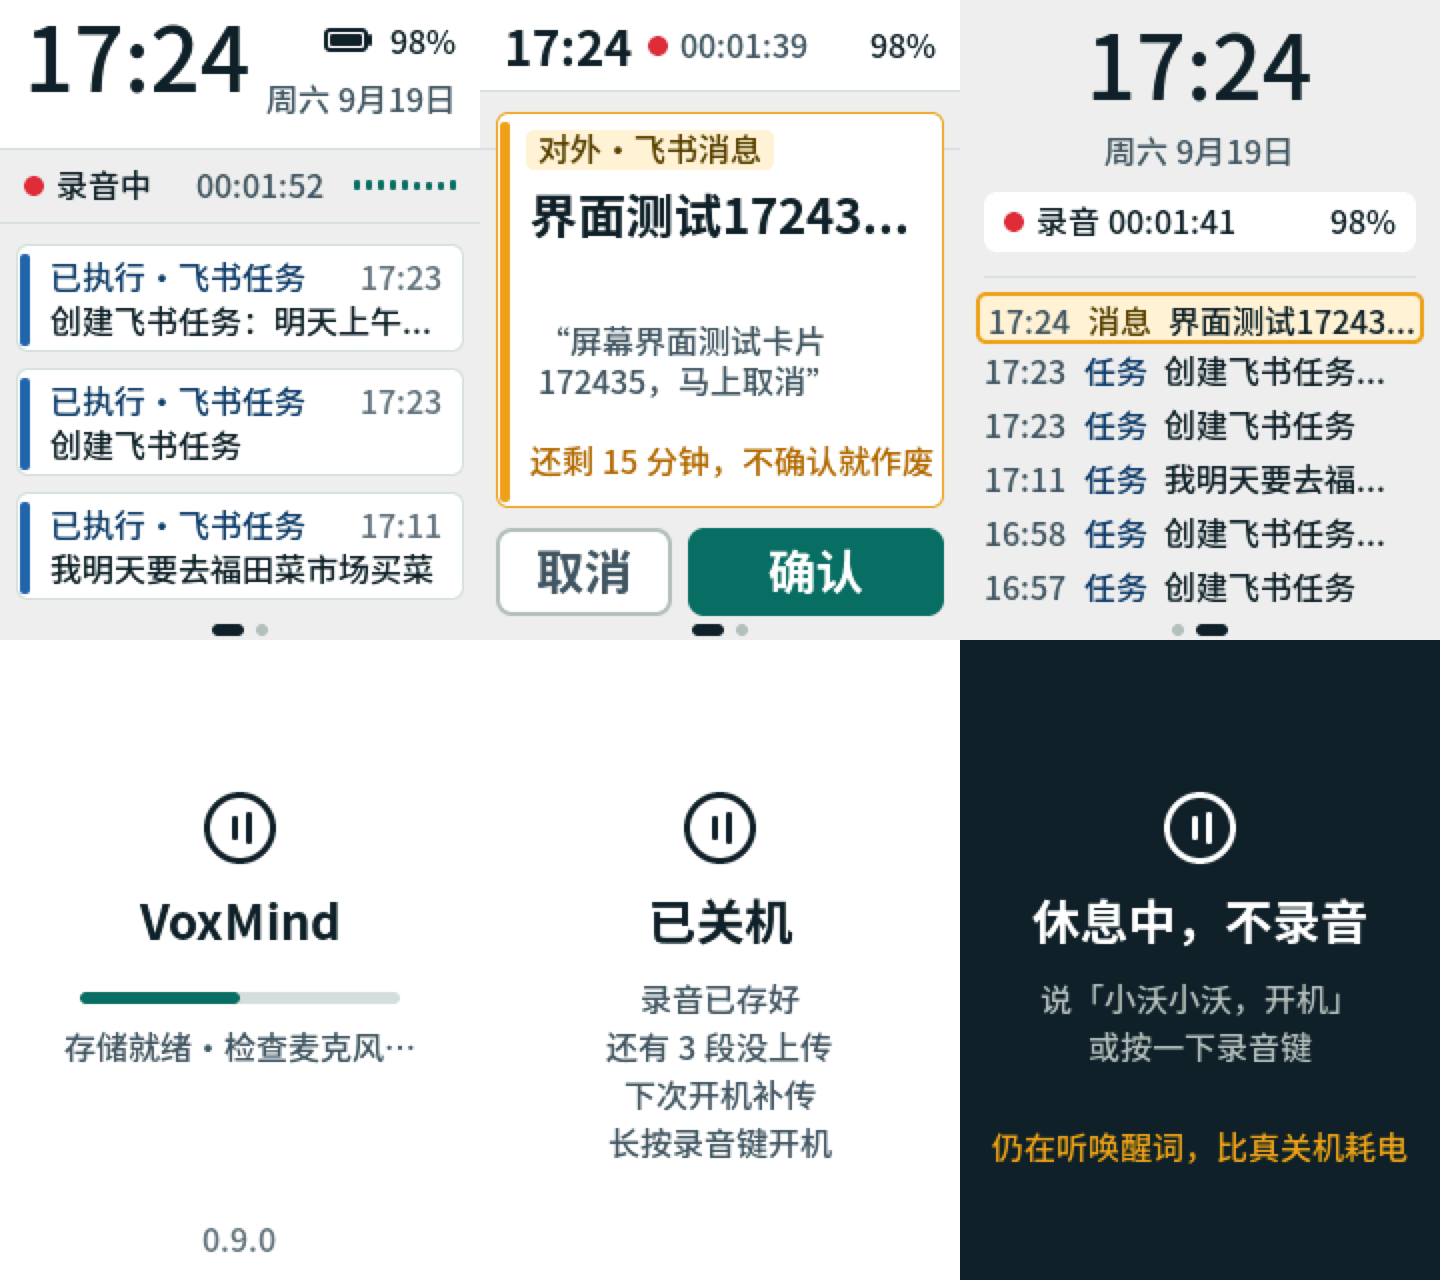 17:24
98%
周六 9月19日
录音中 00:01:52
已执行・飞书任务 17:23
创建飞书任务：明天上午...
已执行・飞书任务 17:23
创建飞书任务
已执行・飞书任务 17:11
我明天要去福田菜市场买菜
17:24 00:01:39 98%
对外・飞书消息
界面测试17243...
“屏幕界面测试卡片
172435，马上取消”
还剩 15 分钟，不确认就作废
取消 确认
17:24
周六 9月19日
录音 00:01:41 98%
17:24 消息 界面测试17243...
17:23 任务 创建飞书任务...
17:23 任务 创建飞书任务
17:11 任务 我明天要去福...
16:58 任务 创建飞书任务...
16:57 任务 创建飞书任务
VoxMind
存储就绪・检查麦克风…
0.9.0
已关机
录音已存好
还有 3 段没上传
下次开机补传
长按录音键开机
休息中，不录音
说「小沃小沃，开机」
或按一下录音键
仍在听唤醒词，比真关机耗电